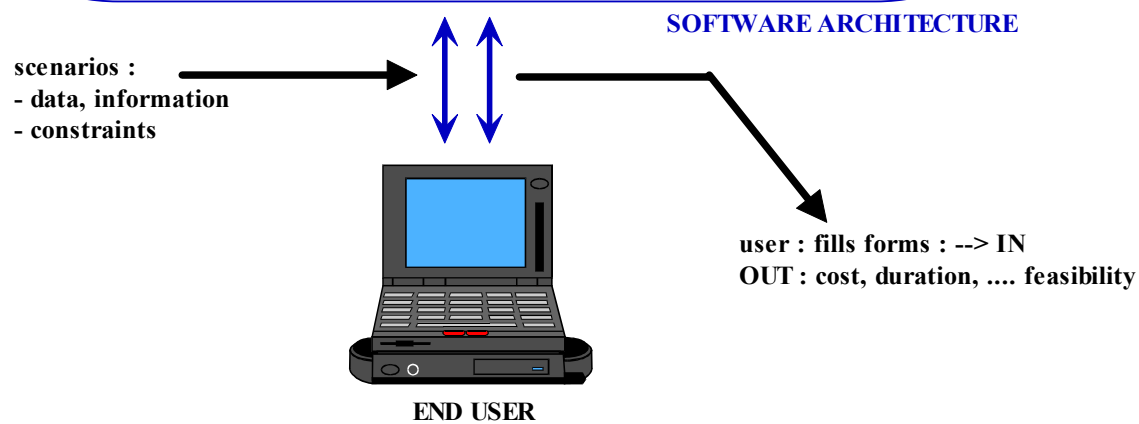 SOFTWARE ARCHITECTURE
scenarios :
- data, information
- constraints
user : fills forms : --> IN
OUT : cost, duration, .... feasibility
END USER